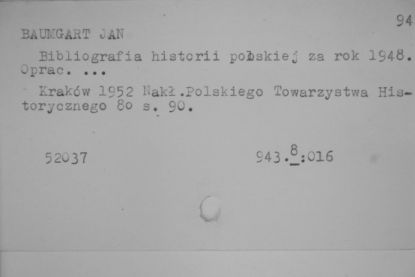 94
BAUMGART JAN
Bibliografia historii polskiej za rok 1948.
Oprac. ...
Kraków 1952 Nakł.Polskiego Towarzystwa His-
torycznego 8o s. 90.
52037 943.8:016